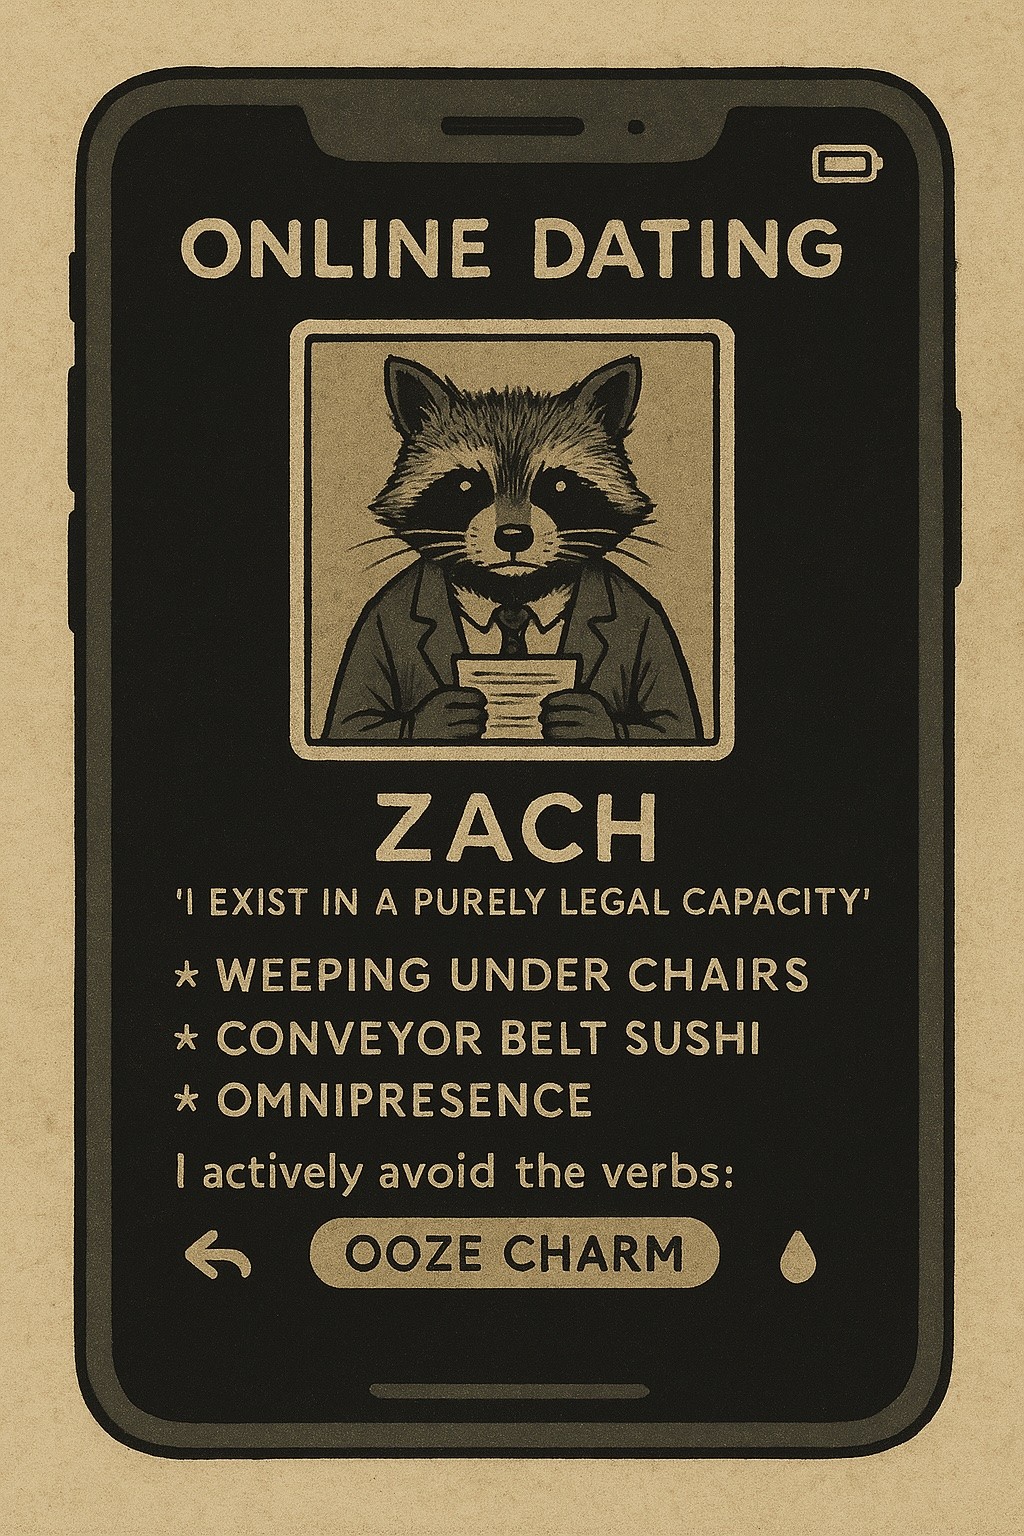 ONLINE DATING
ZACH
'I EXIST IN A PURELY LEGAL CAPACITY'
* WEEPING UNDER CHAIRS
* CONVEYOR BELT SUSHI
* OMNIPRESENCE
I actively avoid the verbs:
OOZE CHARM